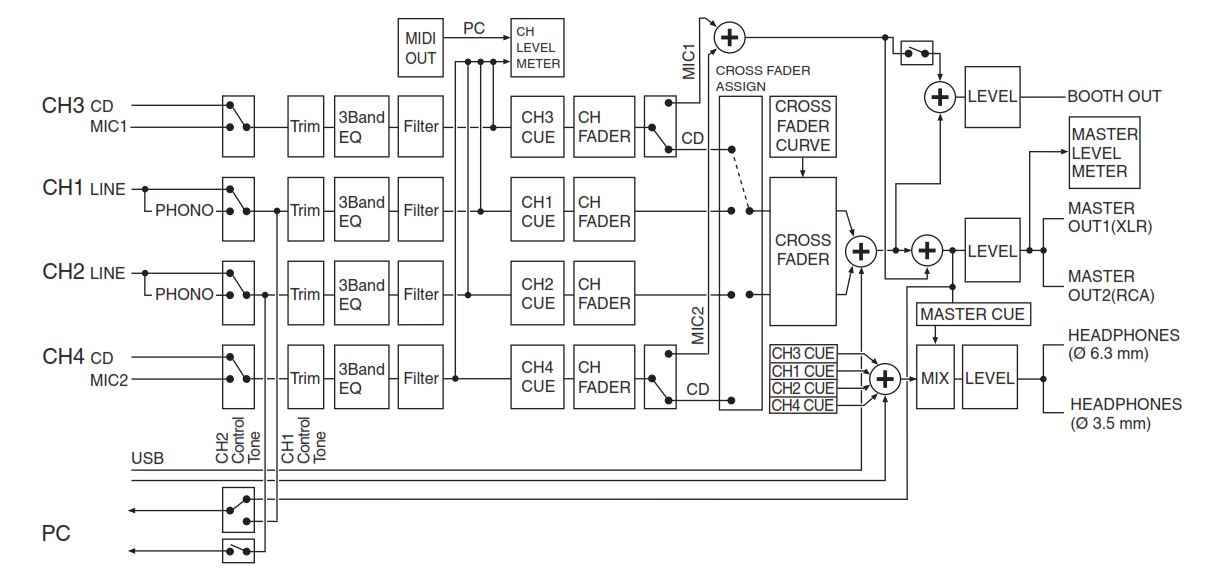 MIDI
OUT
PC
CH
LEVEL
METER
MIC1
CROSS FADER
ASSIGN
CH3 CD
MIC1
Trim
3Band
EQ
Filter
CH3
CUE
CH
FADER
CD
CROSS
FADER
CURVE
LEVEL
BOOTH OUT
MASTER
LEVEL
METER
CH1 LINE
PHONO
Trim
3Band
EQ
Filter
CH1
CUE
CH
FADER
CROSS
FADER
LEVEL
MASTER
OUT1(XLR)
MASTER
OUT2(RCA)
CH2 LINE
PHONO
Trim
3Band
EQ
Filter
CH2
CUE
CH
FADER
MIC2
MASTER CUE
CH4 CD
MIC2
Trim
3Band
EQ
Filter
CH4
CUE
CH
FADER
CD
CH3 CUE
CH1 CUE
CH2 CUE
CH4 CUE
MIX
LEVEL
HEADPHONES
(Ø 6.3 mm)
HEADPHONES
(Ø 3.5 mm)
CH2
Control
Tone
CH1
Control
Tone
USB
PC